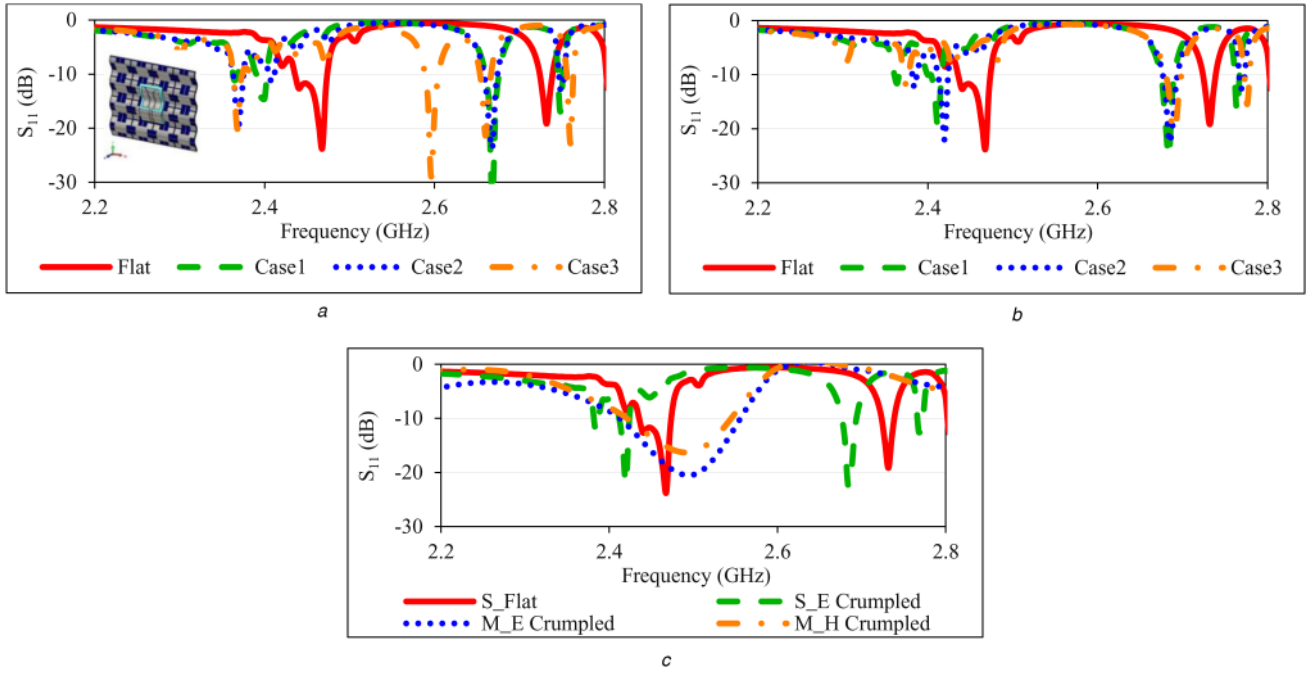 0
-10
-20
-30
S11 (dB)
2.2 2.4 2.6 2.8
Frequency (GHz)
Flat Case1 Case2 Case3
a
0
-10
-20
-30
S11 (dB)
2.2 2.4 2.6 2.8
Frequency (GHz)
Flat Case1 Case2 Case3
b
0
-10
-20
-30
S11 (dB)
2.2 2.4 2.6 2.8
Frequency (GHz)
S_Flat S_E Crumpled
M_E Crumpled M_H Crumpled
c